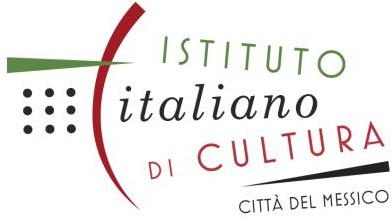 ISTITUTO
italiano
DI CULTURA
CITTÀ DEL MESSICO